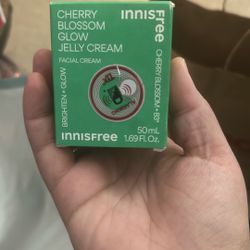 CHERRY
BLOSSOM
GLOW
JELLY CREAM
FACIAL CREAM
INNISFREE
BRIGHTEN + GLOW
CHERRY BLOSSOM + B3*
INNISFREE
50 mL
1.69 Fl. Oz.